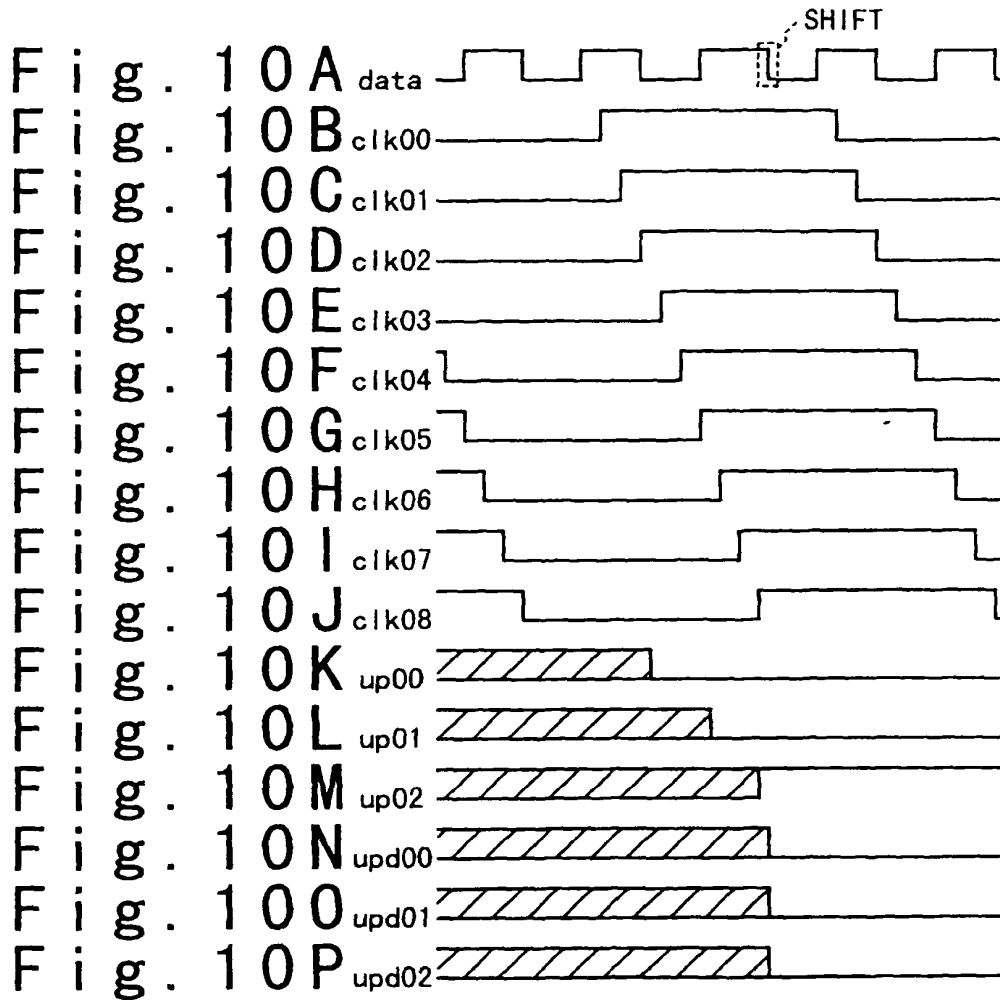 SHIFT
Fig. 10A data
Fig. 10B clk00
Fig. 10C clk01
Fig. 10D clk02
Fig. 10E clk03
Fig. 10F clk04
Fig. 10G clk05
Fig. 10H clk06
Fig. 10I clk07
Fig. 10J clk08
Fig. 10K up00
Fig. 10L up01
Fig. 10M up02
Fig. 10N upd00
Fig. 10O upd01
Fig. 10P upd02